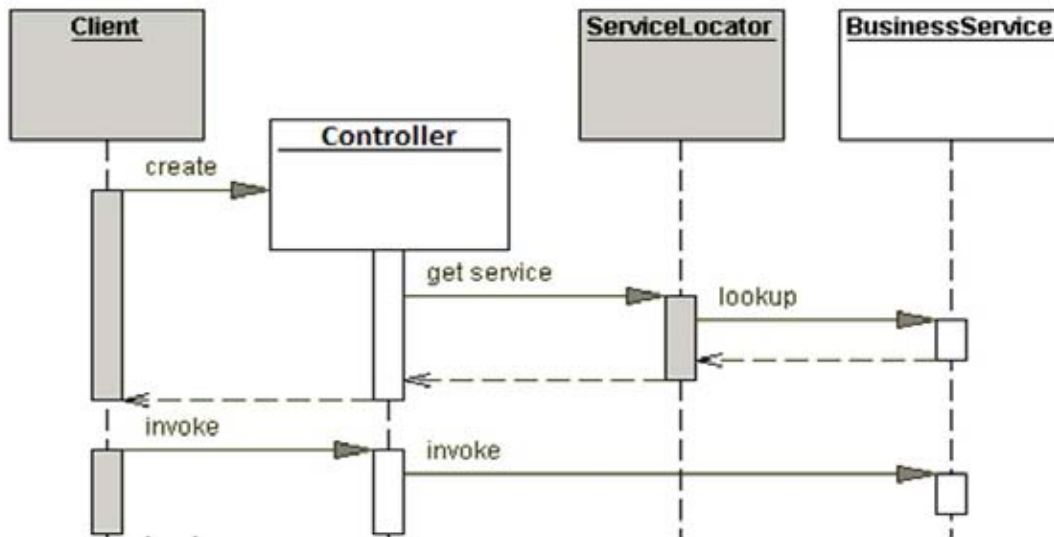 Client
ServiceLocator
BusinessService
Controller
create
get service
lookup
invoke
invoke